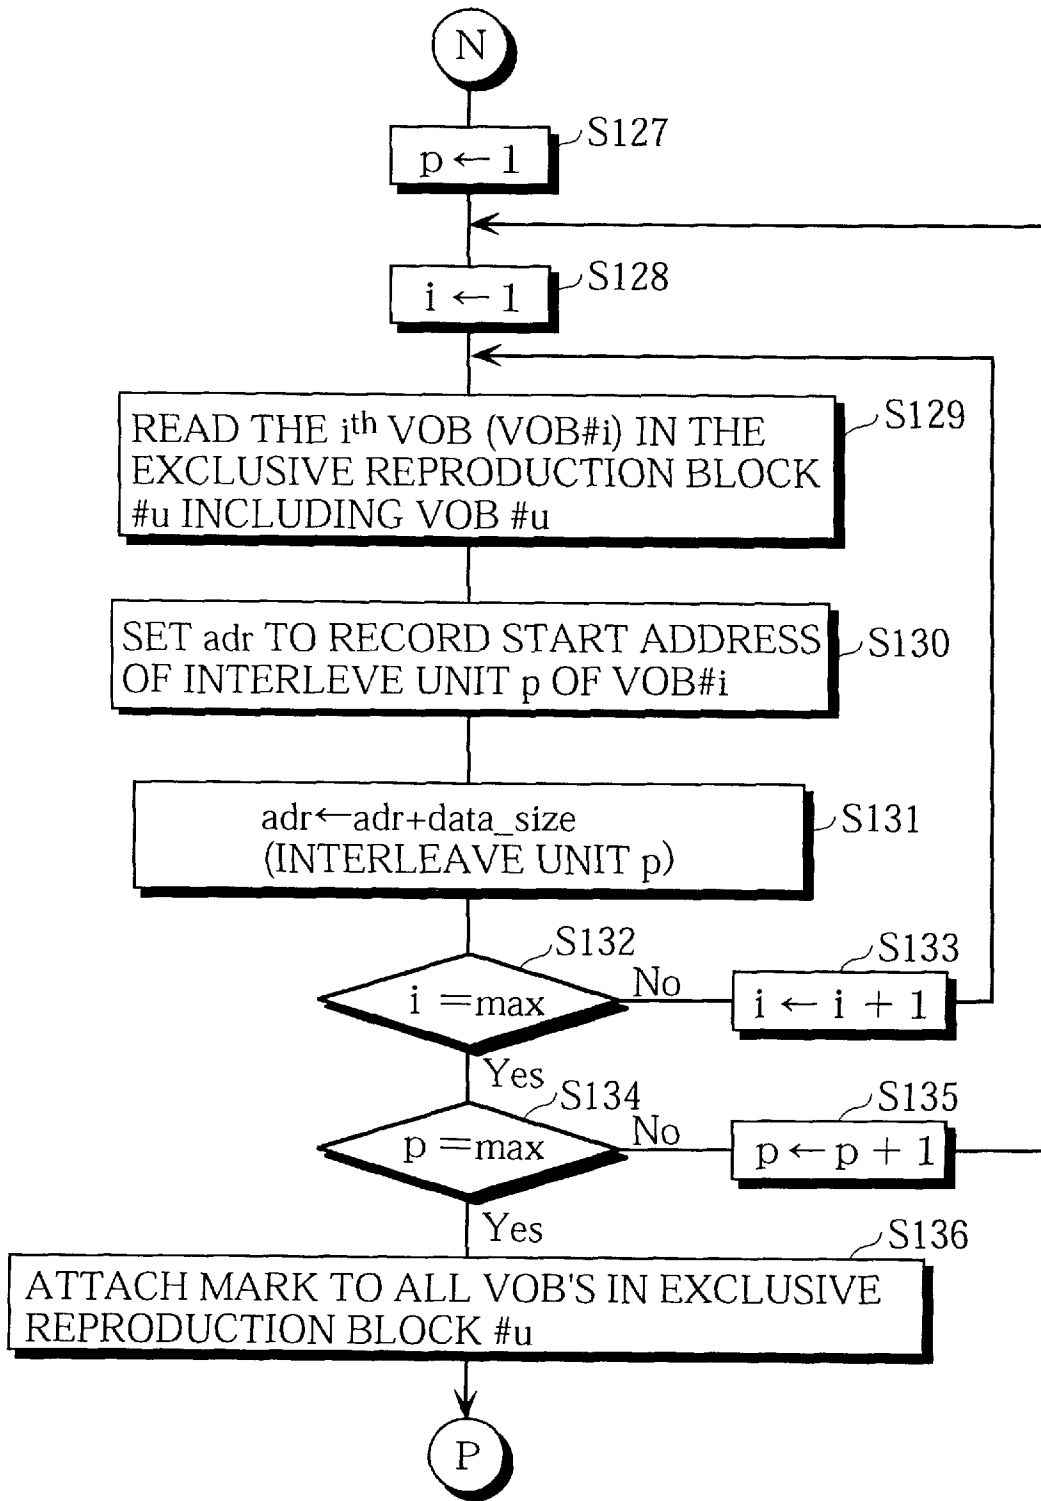 N
S127
p ← 1
S128
i ← 1
S129
READ THE ith VOB (VOB#i) IN THE
EXCLUSIVE REPRODUCTION BLOCK
#u INCLUDING VOB #u
S130
SET adr TO RECORD START ADDRESS
OF INTERLEVE UNIT p OF VOB#i
S131
adr←adr+data_size
(INTERLEAVE UNIT p)
S132
i =max
No
S133
i ← i + 1
Yes
S134
p =max
No
S135
p ← p + 1
Yes
S136
ATTACH MARK TO ALL VOB'S IN EXCLUSIVE
REPRODUCTION BLOCK #u
P